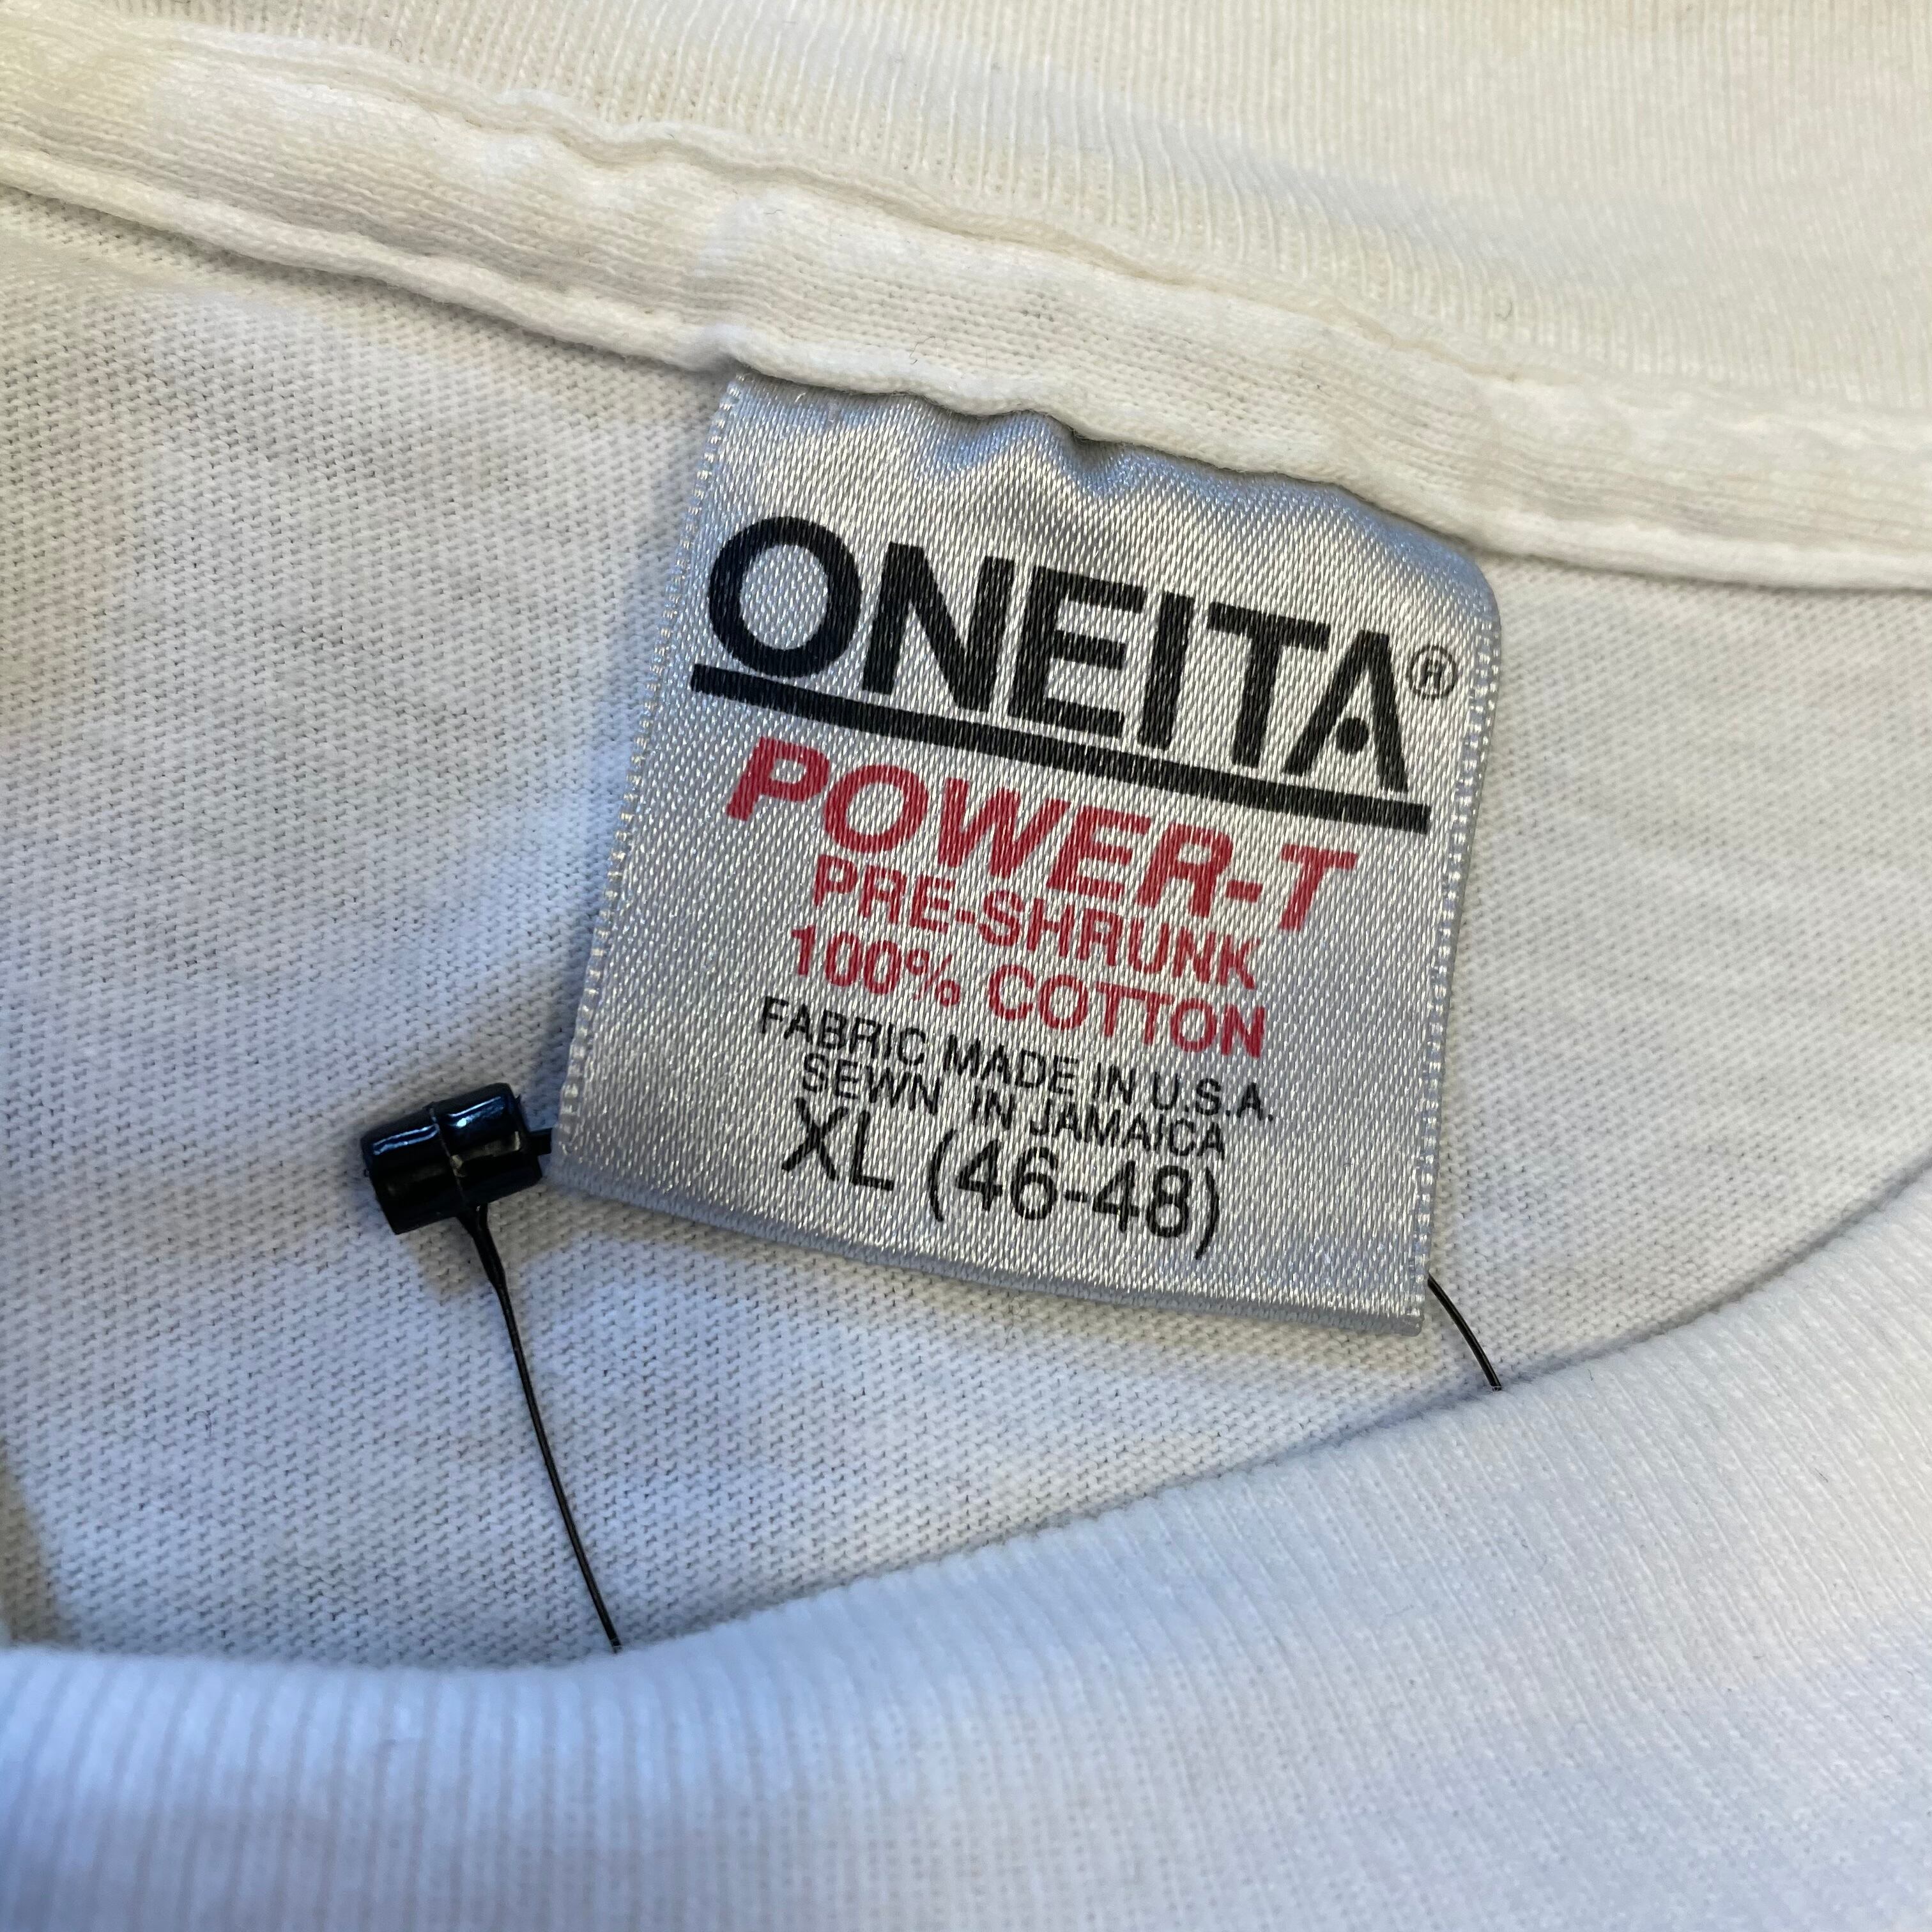 ONEITA®
POWER-T
PRE-SHRUNK
100% COTTON
FABRIC MADE IN U.S.A.
SEWN IN JAMAICA
XL (46-48)